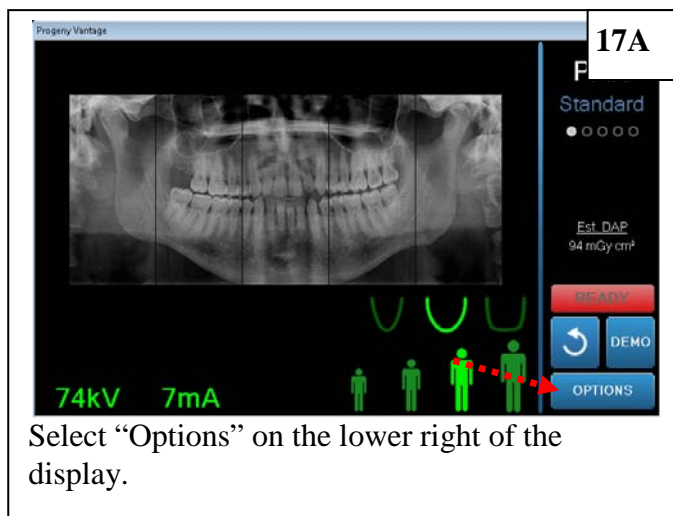 Progeny Vantage
17A
Standard
Est. DAP
94 mGy cm²
READY
DEMO
74kV 7mA
OPTIONS
Select “Options” on the lower right of the
display.